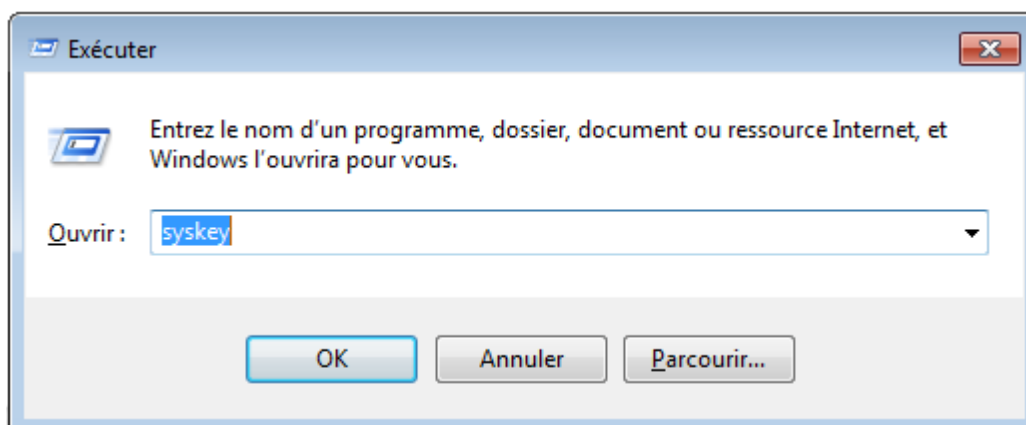 Exécuter
Entrez le nom d’un programme, dossier, document ou ressource Internet, et
Windows l’ouvrira pour vous.
Ouvrir : syskey
OK Annuler Parcourir...